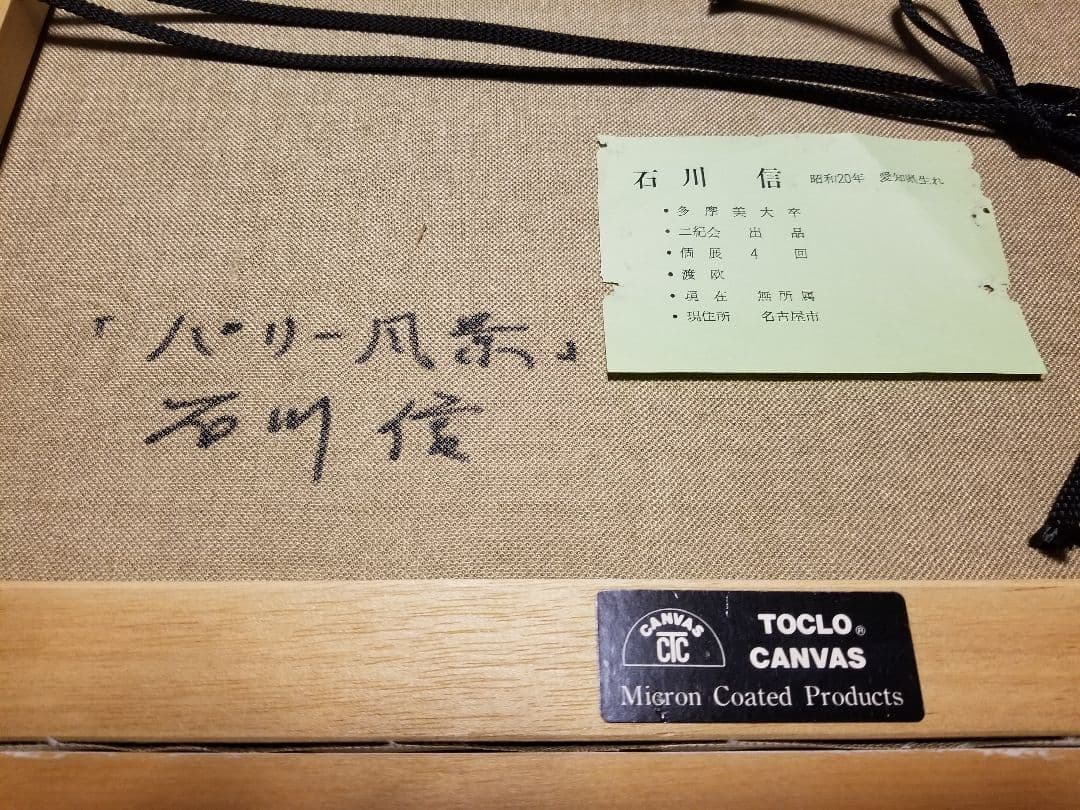 石川 信 昭和20年 愛知県生れ
・多摩美大卒
・二紀会 出品
・個展 4 回
・渡欧
・現在 無所属
・現住所 名古屋市
「パリー風景」
石川 信
CANVAS
CTC
TOCLO®
CANVAS
Micron Coated Products